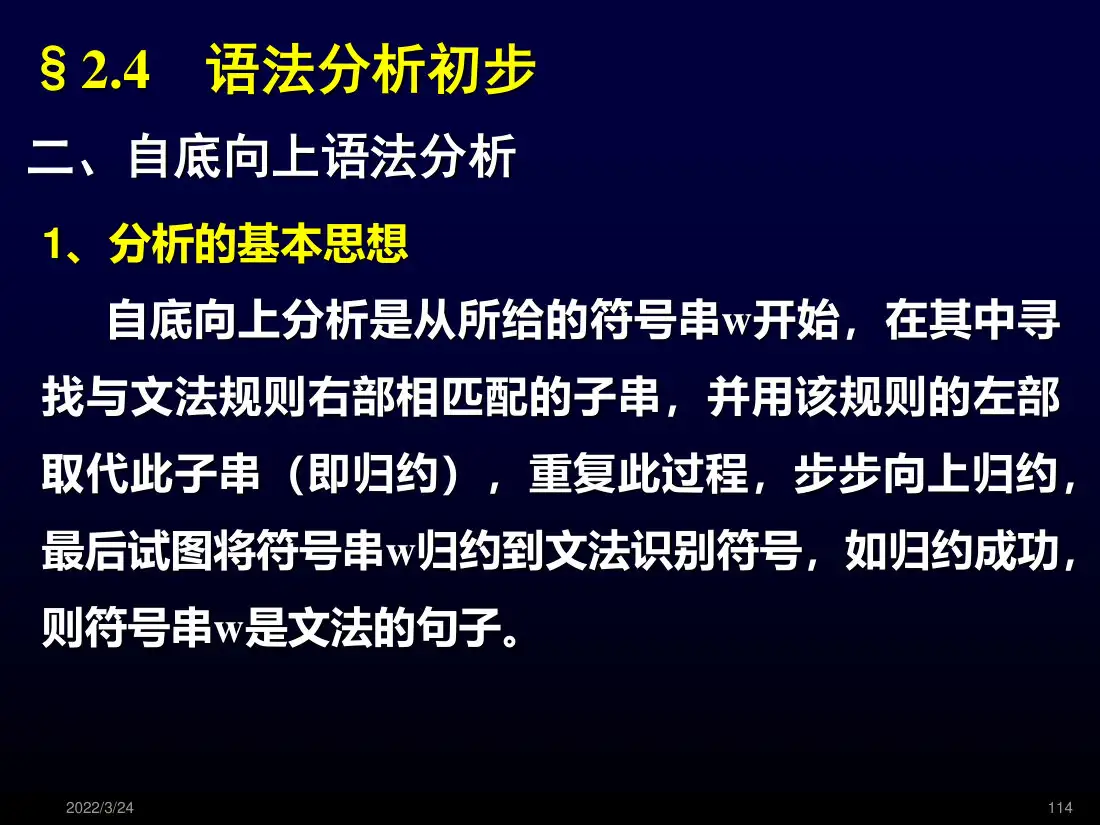 §2.4 语法分析初步
二、自底向上语法分析
1、分析的基本思想
自底向上分析是从所给的符号串w开始，在其中寻
找与文法规则右部相匹配的子串，并用该规则的左部
取代此子串（即归约），重复此过程，步步向上归约，
最后试图将符号串w归约到文法识别符号，如归约成功，
则符号串w是文法的句子。
2022/3/24
114